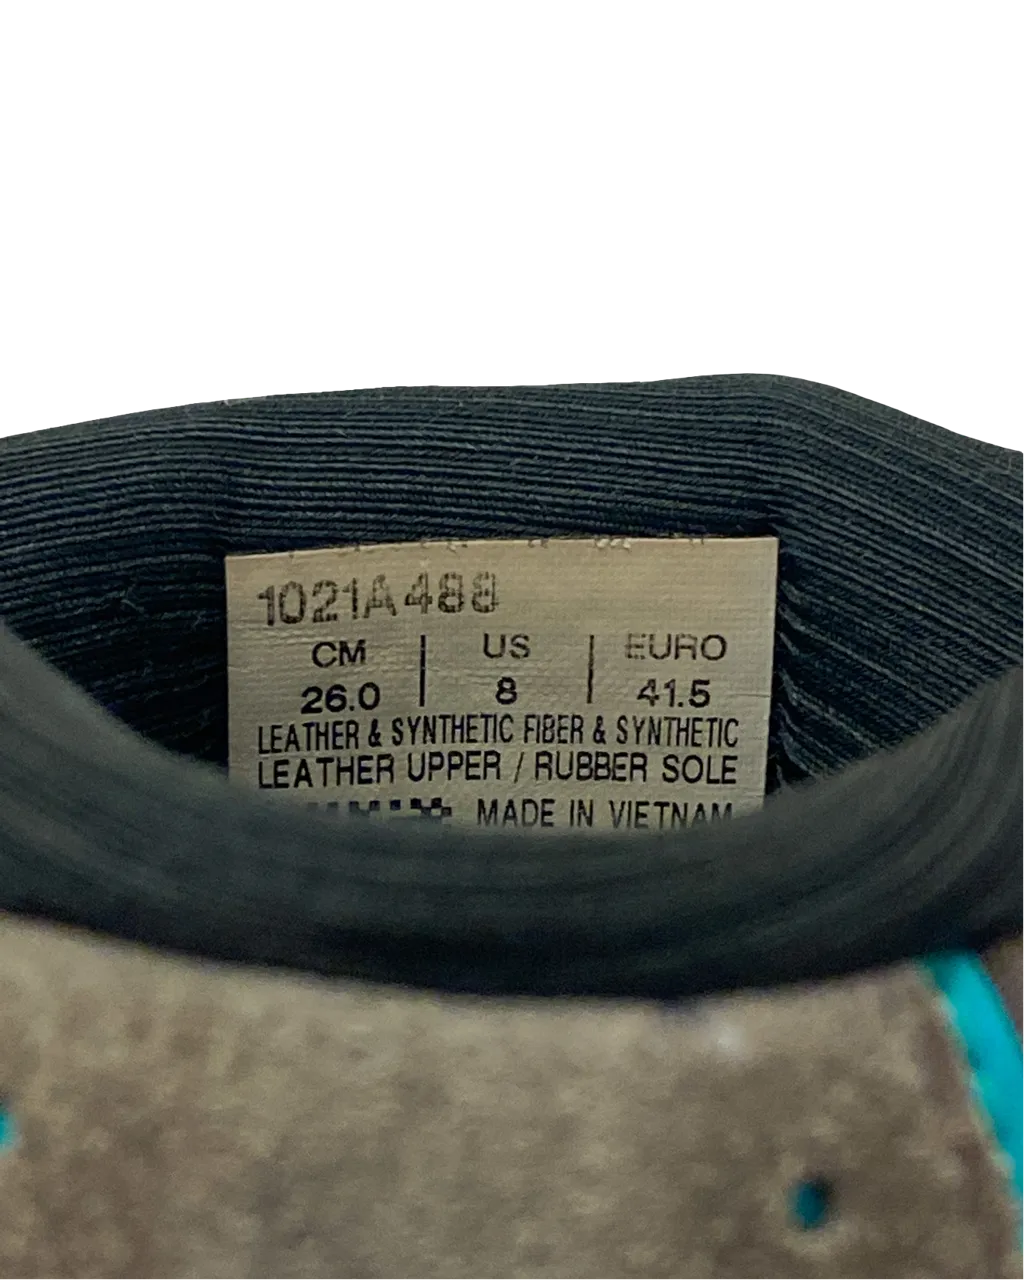 1021A488
CM | US | EURO
26.0 | 8 | 41.5
LEATHER & SYNTHETIC FIBER & SYNTHETIC
LEATHER UPPER / RUBBER SOLE
MADE IN VIETNAM